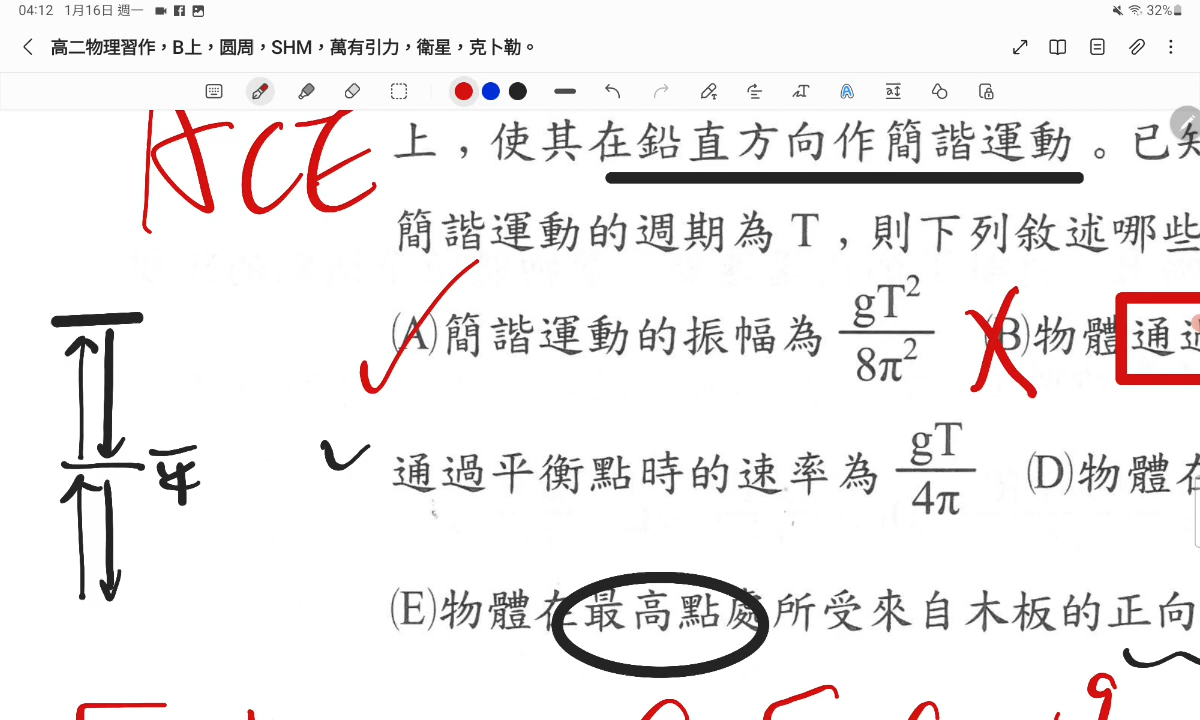 04:12 1月16日 週一 32%
高二物理習作，B上，圓周，SHM，萬有引力，衛星，克卜勒。
ACE
上，使其在鉛直方向作簡諧運動。已知
簡諧運動的週期為 T，則下列敘述哪些
(A)簡諧運動的振幅為 gT²/8π² (B)物體通過
通過平衡點時的速率為 gT/4π (D)物體在
(E)物體在最高點處所受來自木板的正向